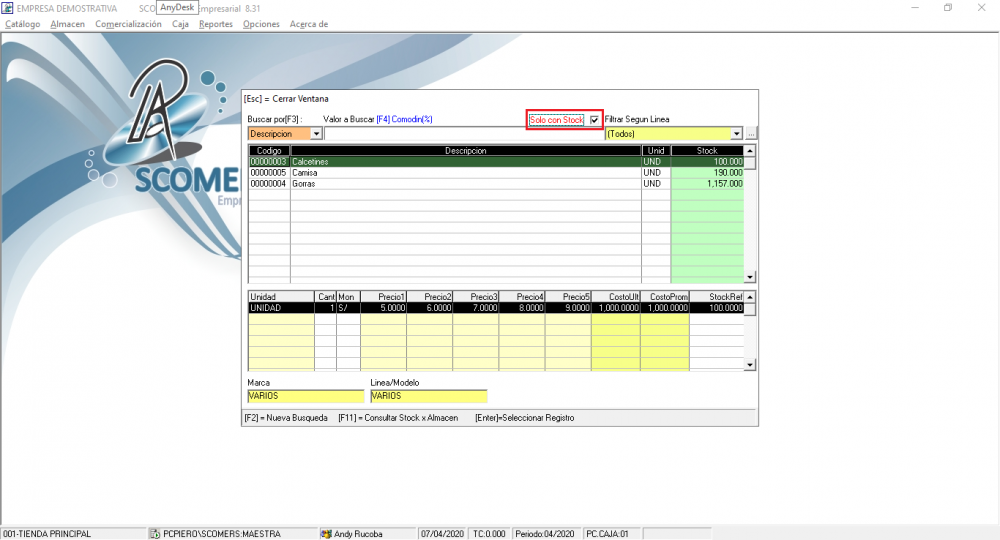 EMPRESA DEMOSTRATIVA SCO AnyDesk mpresarial 8.31
Catálogo Almacen Comercialización Caja Reportes Opciones Acerca de
SCOMER
Empr
[Esc] = Cerrar Ventana
Buscar por[F3] : Valor a Buscar [F4] Comodin(%) Solo con Stock Filtrar Segun Linea
Descripcion (Todos) ...
Codigo Descripcion Unid Stock
00000003 Calcetines UND 100.000
00000005 Camisa UND 190.000
00000004 Gorras UND 1,157.000
Unidad Cant Mon Precio1 Precio2 Precio3 Precio4 Precio5 CostoUlt CostoProm StockRef
UNIDAD 1 S/ 5.0000 6.0000 7.0000 8.0000 9.0000 1,000.0000 1,000.0000 100.0000
Marca Linea/Modelo
VARIOS VARIOS
[F2] = Nueva Busqueda [F11] = Consultar Stock x Almacen [Enter]=Seleccionar Registro
001-TIENDA PRINCIPAL PCPIERO\SCOMERS:MAESTRA Andy Rucoba 07/04/2020 TC:0.000 Periodo:04/2020 PC.CAJA:01